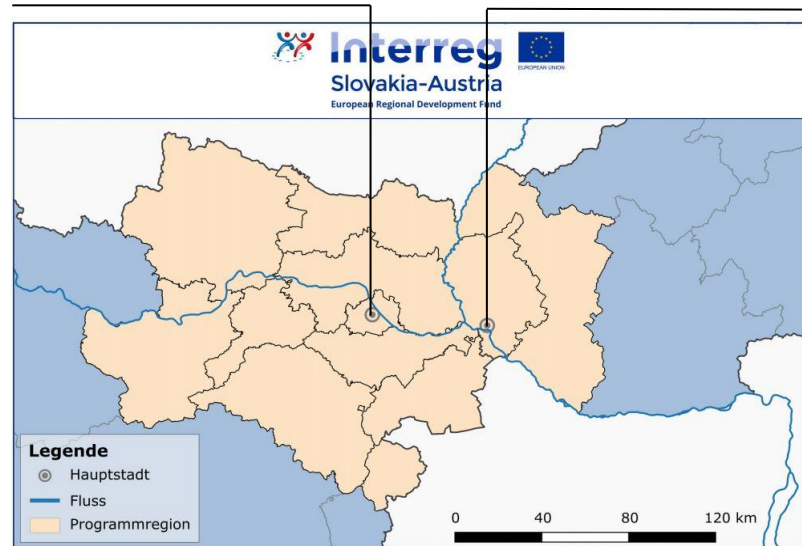 Interreg
EUROPEAN UNION
Slovakia-Austria
European Regional Development Fund
Legende
Hauptstadt
Fluss
Programmregion
0 40 80 120 km